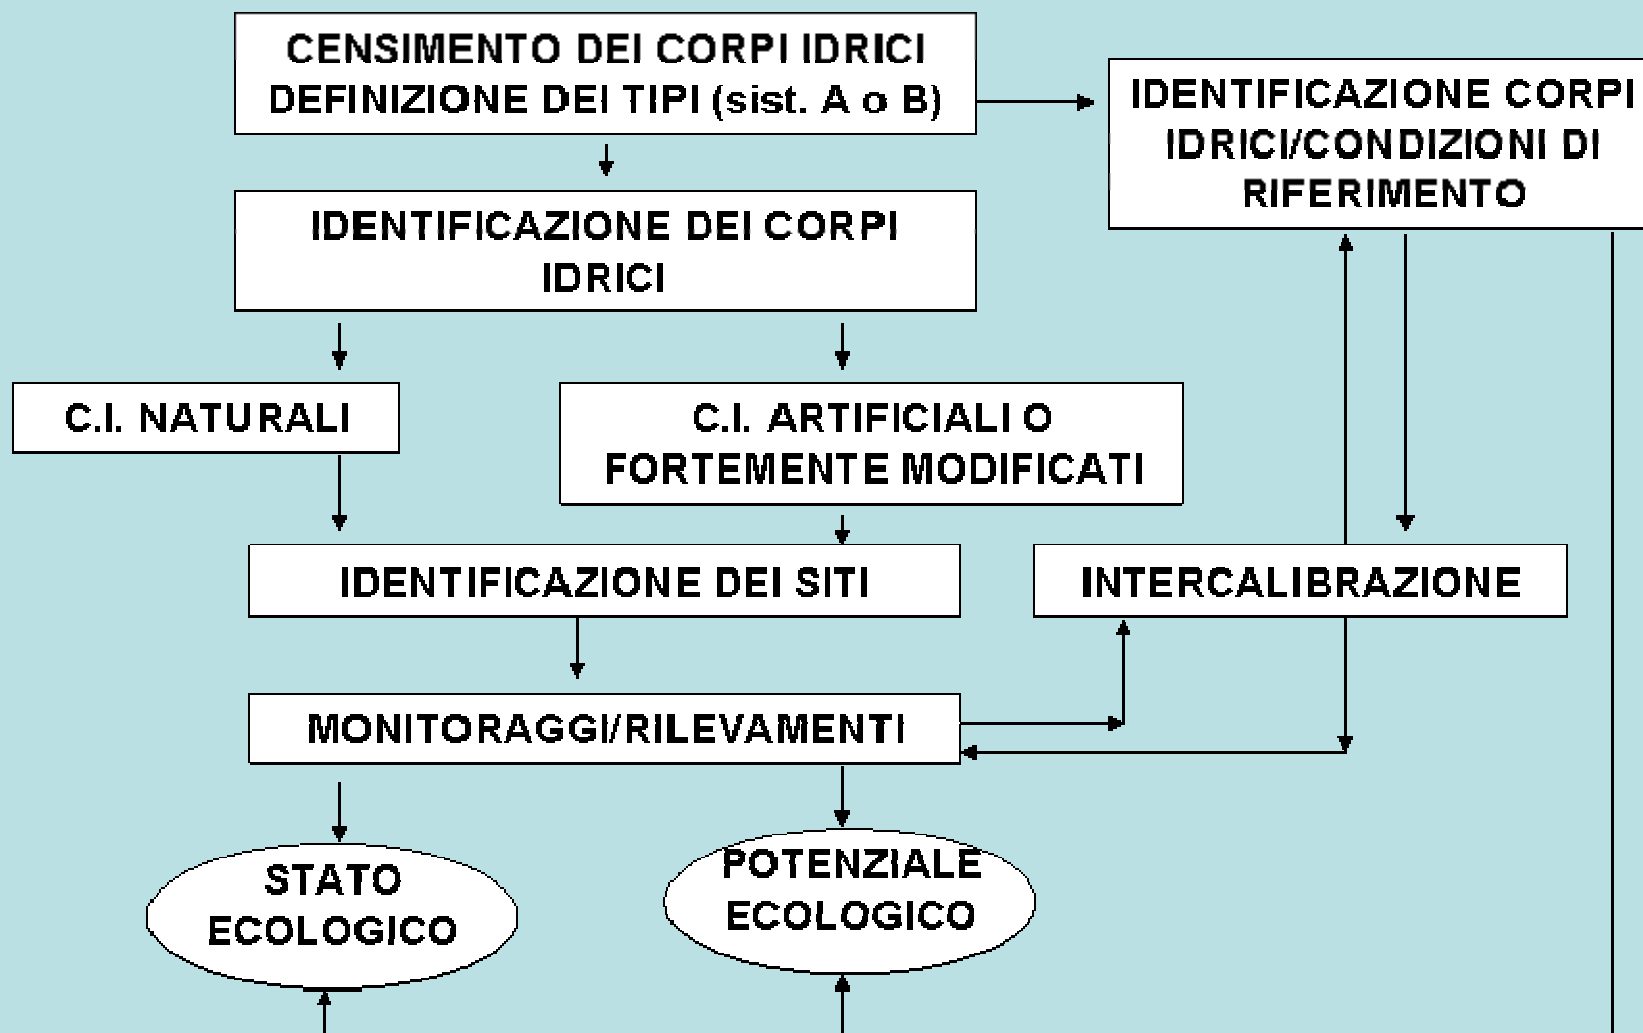 CENSIMENTO DEI CORPI IDRICI
DEFINIZIONE DEI TIPI (sist. A o B)
IDENTIFICAZIONE CORPI
IDRICI/CONDIZIONI DI
RIFERIMENTO
IDENTIFICAZIONE DEI CORPI
IDRICI
C.I. NATURALI
C.I. ARTIFICIALI O
FORTEMENTE MODIFICATI
IDENTIFICAZIONE DEI SITI
INTERCALIBRAZIONE
MONITORAGGI/RILEVAMENTI
STATO
ECOLOGICO
POTENZIALE
ECOLOGICO